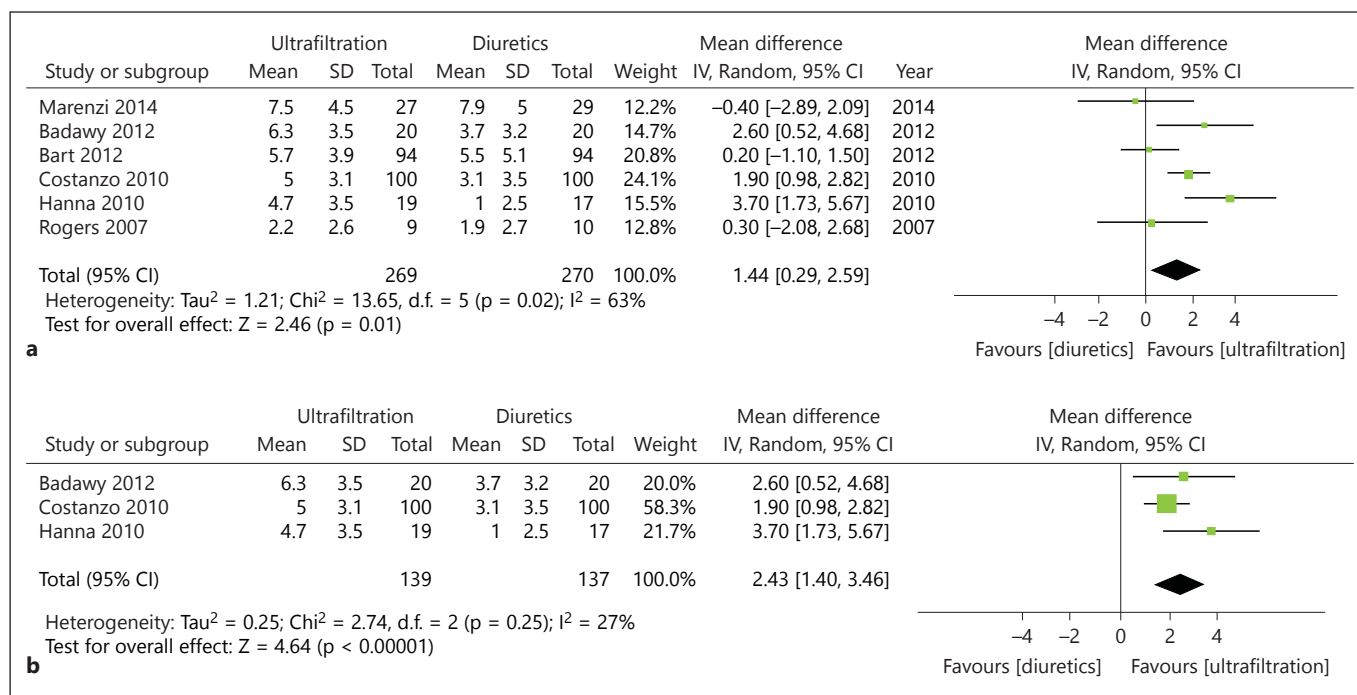 Ultrafiltration Diuretics Mean difference Mean difference
Study or subgroup Mean SD Total Mean SD Total Weight IV, Random, 95% CI Year IV, Random, 95% CI
Marenzi 2014 7.5 4.5 27 7.9 5 29 12.2% –0.40 [–2.89, 2.09] 2014
Badawy 2012 6.3 3.5 20 3.7 3.2 20 14.7% 2.60 [0.52, 4.68] 2012
Bart 2012 5.7 3.9 94 5.5 5.1 94 20.8% 0.20 [–1.10, 1.50] 2012
Costanzo 2010 5 3.1 100 3.1 3.5 100 24.1% 1.90 [0.98, 2.82] 2010
Hanna 2010 4.7 3.5 19 1 2.5 17 15.5% 3.70 [1.73, 5.67] 2010
Rogers 2007 2.2 2.6 9 1.9 2.7 10 12.8% 0.30 [–2.08, 2.68] 2007
Total (95% CI) 269 270 100.0% 1.44 [0.29, 2.59]
Heterogeneity: Tau² = 1.21; Chi² = 13.65, d.f. = 5 (p = 0.02); I² = 63%
Test for overall effect: Z = 2.46 (p = 0.01)
–4 –2 0 2 4
a Favours [diuretics] Favours [ultrafiltration]
Ultrafiltration Diuretics Mean difference Mean difference
Study or subgroup Mean SD Total Mean SD Total Weight IV, Random, 95% CI IV, Random, 95% CI
Badawy 2012 6.3 3.5 20 3.7 3.2 20 20.0% 2.60 [0.52, 4.68]
Costanzo 2010 5 3.1 100 3.1 3.5 100 58.3% 1.90 [0.98, 2.82]
Hanna 2010 4.7 3.5 19 1 2.5 17 21.7% 3.70 [1.73, 5.67]
Total (95% CI) 139 137 100.0% 2.43 [1.40, 3.46]
Heterogeneity: Tau² = 0.25; Chi² = 2.74, d.f. = 2 (p = 0.25); I² = 27%
Test for overall effect: Z = 4.64 (p < 0.00001)
–4 –2 0 2 4
b Favours [diuretics] Favours [ultrafiltration]